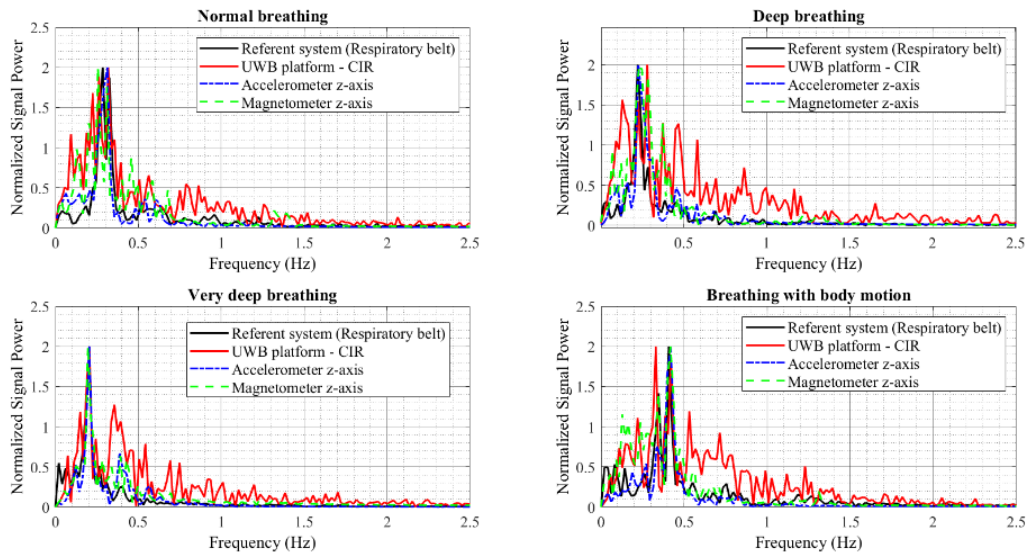 Normal breathing
2.5
2
1.5
1
0.5
0
Normalized Signal Power
Referent system (Respiratory belt)
UWB platform - CIR
Accelerometer z-axis
Magnetometer z-axis
0 0.5 1 1.5 2 2.5
Frequency (Hz)
Deep breathing
2.5
2
1.5
1
0.5
0
Normalized Signal Power
Referent system (Respiratory belt)
UWB platform - CIR
Accelerometer z-axis
Magnetometer z-axis
0.5 1 1.5 2 2.5
Frequency (Hz)
Very deep breathing
2.5
2
1.5
1
0.5
0
Normalized Signal Power
Referent system (Respiratory belt)
UWB platform - CIR
Accelerometer z-axis
Magnetometer z-axis
0 0.5 1 1.5 2 2.5
Frequency (Hz)
Breathing with body motion
2.5
2
1.5
1
0.5
0
Normalized Signal Power
Referent system (Respiratory belt)
UWB platform - CIR
Accelerometer z-axis
Magnetometer z-axis
0 0.5 1 1.5 2 2.5
Frequency (Hz)